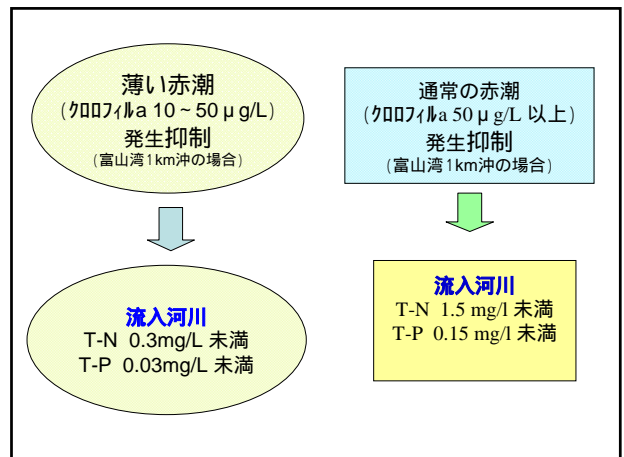 薄い赤潮
(ｸﾛﾛﾌｨﾙa 10～50μg/L)
発生抑制
(富山湾1km沖の場合)
流入河川
T-N 0.3mg/L 未満
T-P 0.03mg/L 未満
通常の赤潮
(ｸﾛﾛﾌｨﾙa 50μg/L 以上)
発生抑制
(富山湾1km沖の場合)
流入河川
T-N 1.5 mg/l 未満
T-P 0.15 mg/l 未満